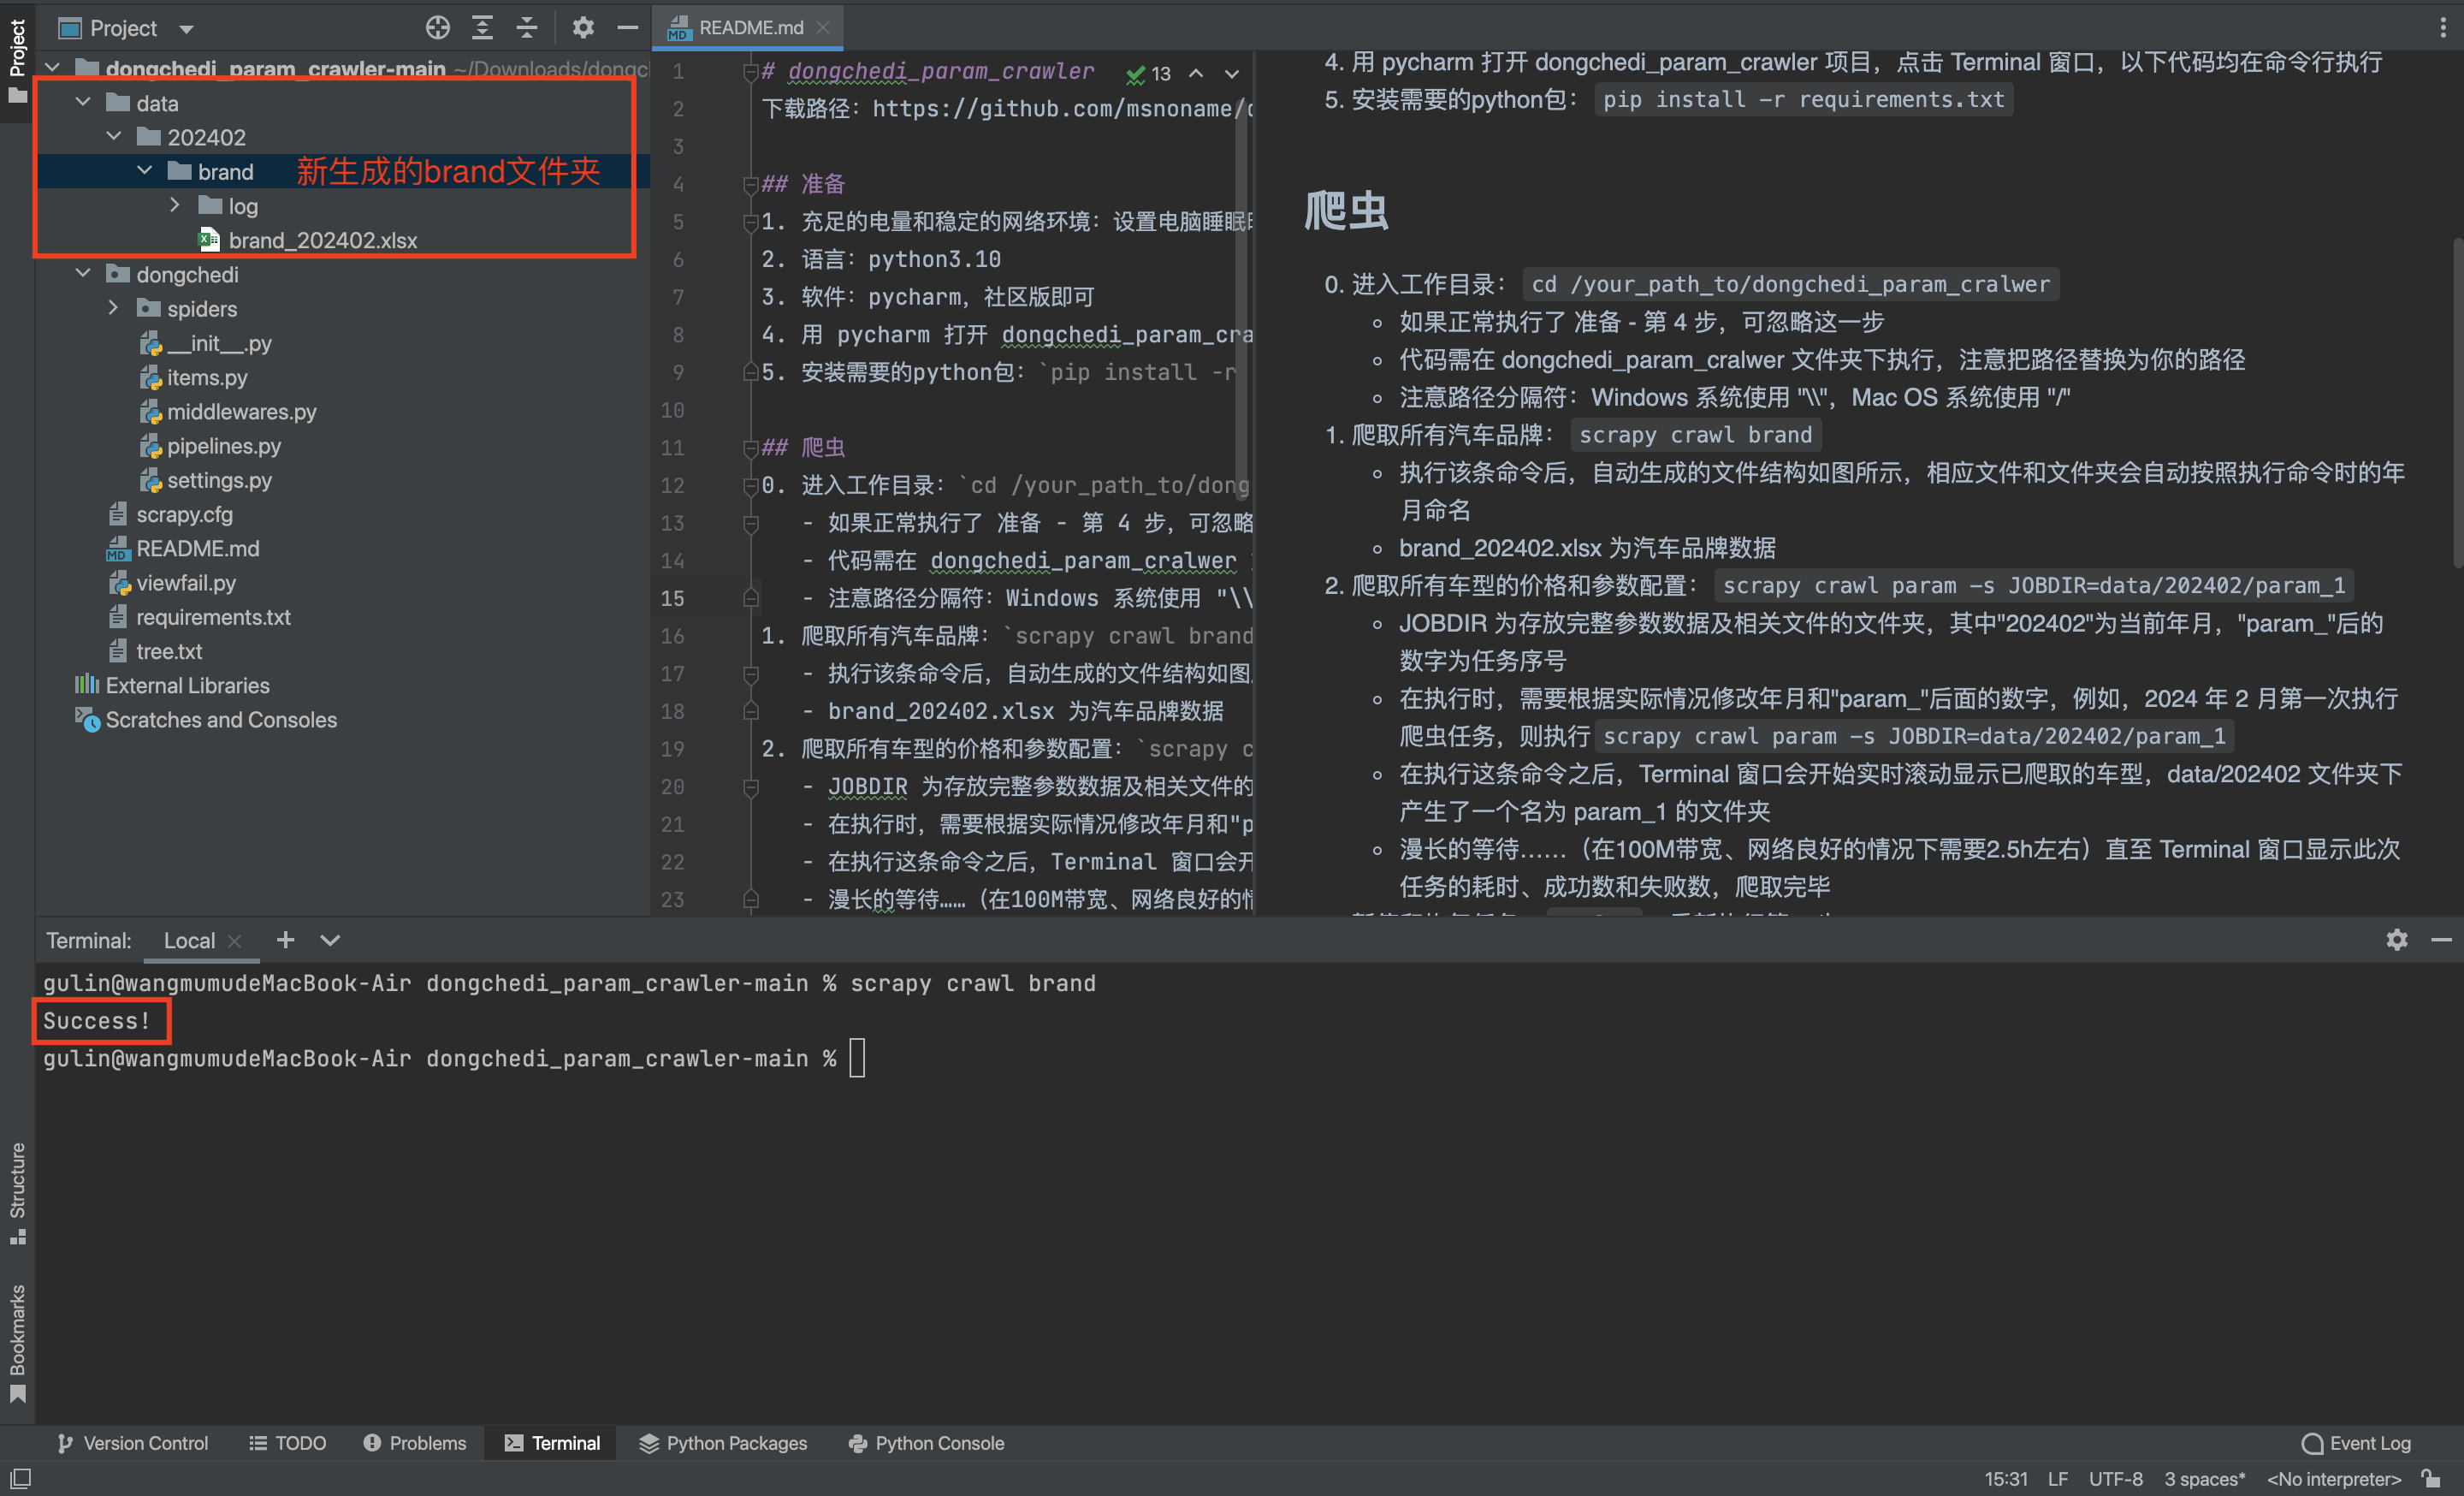 Project
Project
dongchedi_param_crawler-main ~/Downloads/dongc
data
202402
brand
新生成的brand文件夹
log
brand_202402.xlsx
dongchedi
spiders
__init__.py
items.py
middlewares.py
pipelines.py
settings.py
scrapy.cfg
README.md
viewfail.py
requirements.txt
tree.txt
External Libraries
Scratches and Consoles
Structure
Bookmarks
README.md
13
1 # dongchedi_param_crawler
2 下载路径：https://github.com/msnoname/d
3
4 ## 准备
5 1. 充足的电量和稳定的网络环境：设置电脑睡眠时
6 2. 语言：python3.10
7 3. 软件：pycharm，社区版即可
8 4. 用 pycharm 打开 dongchedi_param_cra
9 5. 安装需要的python包：`pip install -r
10
11 ## 爬虫
12 0. 进入工作目录：`cd /your_path_to/dong
13 - 如果正常执行了 准备 - 第 4 步，可忽略
14 - 代码需在 dongchedi_param_cralwer
15 - 注意路径分隔符：Windows 系统使用 "\\
16 1. 爬取所有汽车品牌：`scrapy crawl brand
17 - 执行该条命令后，自动生成的文件结构如图
18 - brand_202402.xlsx 为汽车品牌数据
19 2. 爬取所有车型的价格和参数配置：`scrapy c
20 - JOBDIR 为存放完整参数数据及相关文件的
21 - 在执行时，需要根据实际情况修改年月和"p
22 - 在执行这条命令之后，Terminal 窗口会开
23 - 漫长的等待……（在100M带宽、网络良好的情
4. 用 pycharm 打开 dongchedi_param_crawler 项目，点击 Terminal 窗口，以下代码均在命令行执行
5. 安装需要的python包： pip install -r requirements.txt
爬虫
0. 进入工作目录： cd /your_path_to/dongchedi_param_cralwer
◦ 如果正常执行了 准备 - 第 4 步，可忽略这一步
◦ 代码需在 dongchedi_param_cralwer 文件夹下执行，注意把路径替换为你的路径
◦ 注意路径分隔符：Windows 系统使用 "\\"，Mac OS 系统使用 "/"
1. 爬取所有汽车品牌： scrapy crawl brand
◦ 执行该条命令后，自动生成的文件结构如图所示，相应文件和文件夹会自动按照执行命令时的年
月命名
◦ brand_202402.xlsx 为汽车品牌数据
2. 爬取所有车型的价格和参数配置： scrapy crawl param -s JOBDIR=data/202402/param_1
◦ JOBDIR 为存放完整参数数据及相关文件的文件夹，其中"202402"为当前年月，"param_"后的
数字为任务序号
◦ 在执行时，需要根据实际情况修改年月和"param_"后面的数字，例如，2024 年 2 月第一次执行
爬虫任务，则执行 scrapy crawl param -s JOBDIR=data/202402/param_1
◦ 在执行这条命令之后，Terminal 窗口会开始实时滚动显示已爬取的车型，data/202402 文件夹下
产生了一个名为 param_1 的文件夹
◦ 漫长的等待……（在100M带宽、网络良好的情况下需要2.5h左右）直至 Terminal 窗口显示此次
任务的耗时、成功数和失败数，爬取完毕
Terminal: Local
gulin@wangmumudeMacBook-Air dongchedi_param_crawler-main % scrapy crawl brand
Success!
gulin@wangmumudeMacBook-Air dongchedi_param_crawler-main %
Version Control TODO Problems Terminal Python Packages Python Console Event Log
15:31 LF UTF-8 3 spaces* <No interpreter>